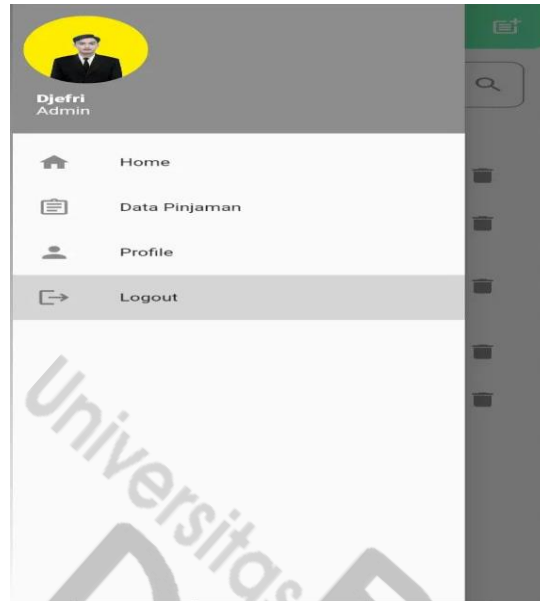 Djefri
Admin
Home
Data Pinjaman
Profile
Logout
Universitas